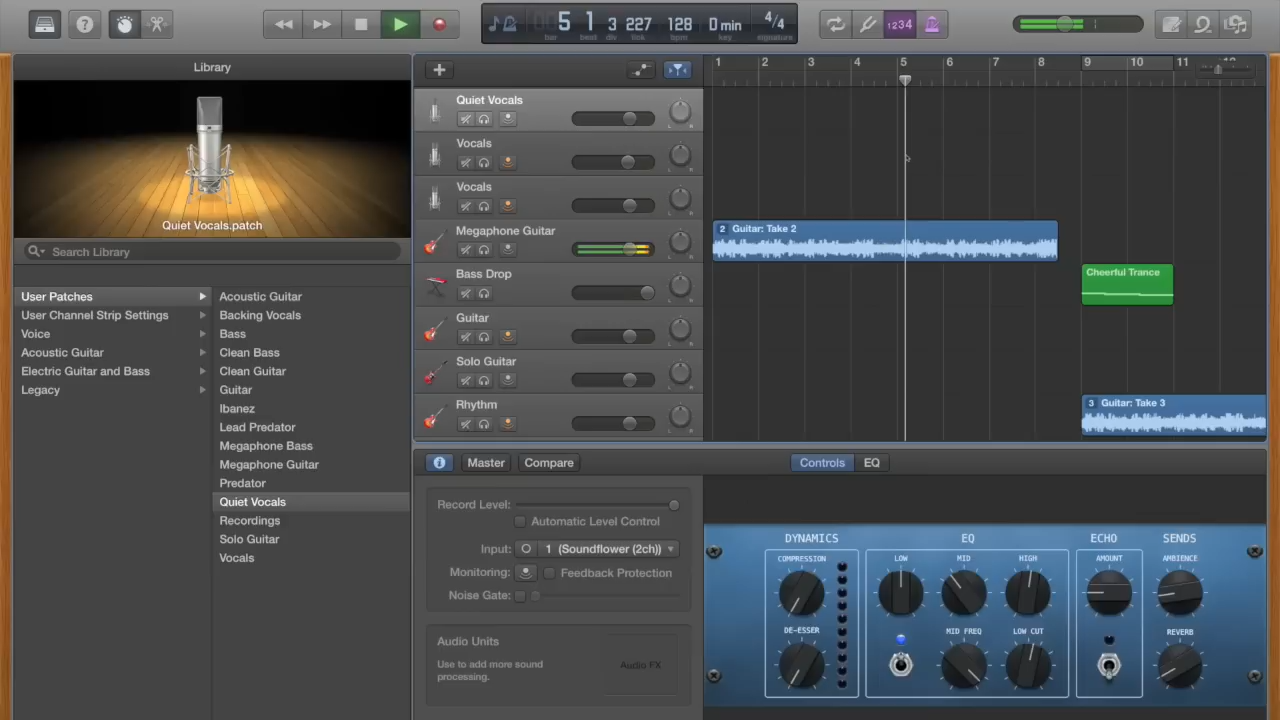 5 1 3 227 128 0 min 4/4
bar beat div tick bpm key signature
1234
Library
Quiet Vocals.patch
Search Library
User Patches
User Channel Strip Settings
Voice
Acoustic Guitar
Electric Guitar and Bass
Legacy
Acoustic Guitar
Backing Vocals
Bass
Clean Bass
Clean Guitar
Guitar
Ibanez
Lead Predator
Megaphone Bass
Megaphone Guitar
Predator
Quiet Vocals
Recordings
Solo Guitar
Vocals
1 2 3 4 5 6 7 8 9 10 11
Quiet Vocals
L R
Vocals
L R
Vocals
L R
Megaphone Guitar
L R
Bass Drop
L R
Guitar
L R
Solo Guitar
L R
Rhythm
L R
2 Guitar: Take 2
Cheerful Trance
3 Guitar: Take 3
Master Compare Controls EQ
Record Level:
Automatic Level Control
Input: 1 (Soundflower (2ch))
Monitoring: Feedback Protection
Noise Gate:
Audio Units
Use to add more sound
processing.
Audio FX
DYNAMICS EQ ECHO SENDS
COMPRESSION LOW MID HIGH AMOUNT AMBIENCE
DE-ESSER MID FREQ LOW CUT REVERB